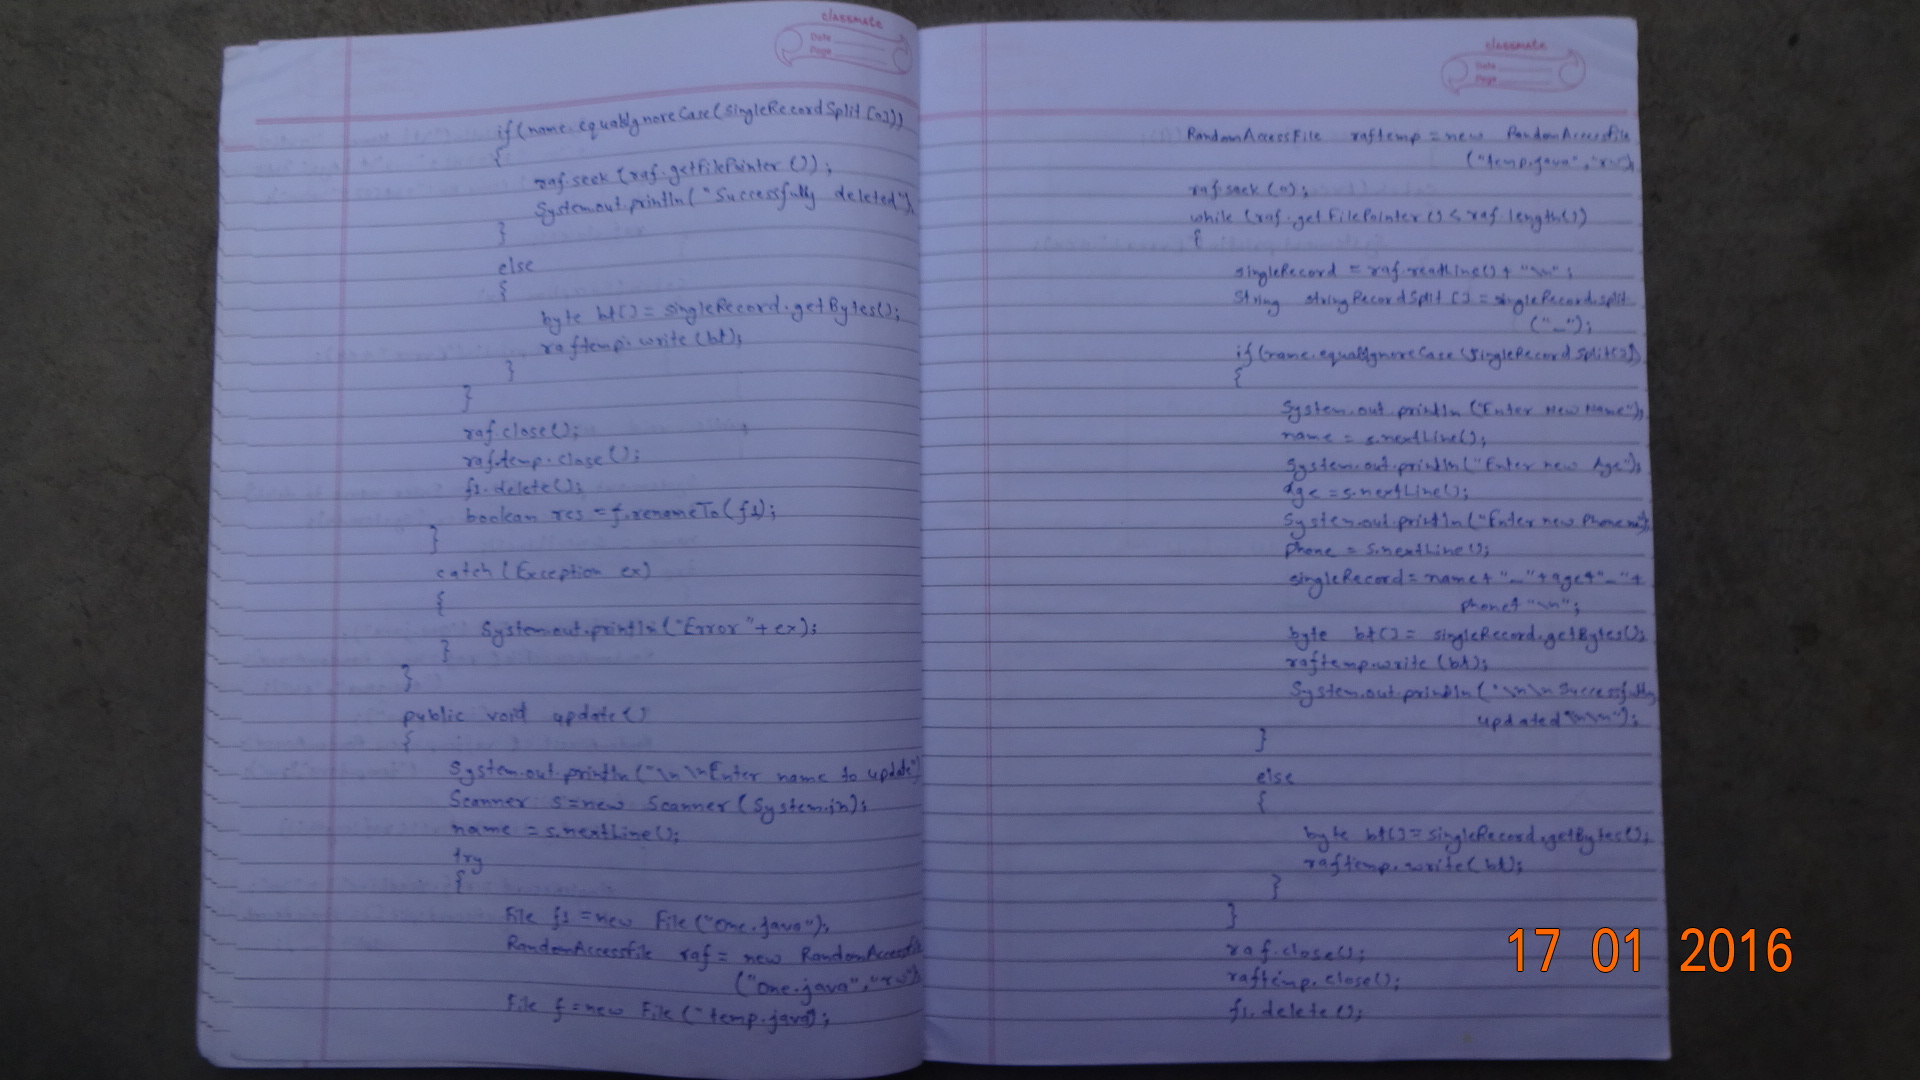 classmate
Date
Page
if(name.equalsIgnoreCase(singleRecordSplit[0]))
{
raf.seek(raf.getFilePointer());
System.out.println("Successfully deleted");
}
else
{
byte bt[]=singleRecord.getBytes();
raftemp.write(bt);
}
}
raf.close();
raftemp.close();
f1.delete();
boolean res =f.renameTo(f1);
}
catch(Exception ex)
{
System.out.println("Error"+ex);
}
}
public void update()
{
System.out.println("\n\nEnter name to update")
Scanner s=new Scanner(System.in);
name =s.nextLine();
try
{
File f1 =new File("One.java");
RandomAccessFile raf= new RandomAccessFile
("One.java","rw");
File f=new File("temp.java);
classmate
Date
Page
RandomAccessFile raftemp=new RandomAccessFile
("temp.java","rw");
raf.seek(0);
while(raf.getFilePointer()<raf.length())
{
singleRecord =raf.readLine()+"\n";
String stringRecordSplit[]=singleRecord.split
("_");
if(name.equalsIgnoreCase(singleRecordSplit[0])
{
System.out.println("Enter New Name");
name = s.nextLine();
System.out.println("Enter new Age");
age =s.nextLine();
System.out.println("Enter new Phone no");
phone = s.nextLine();
singleRecord=name+"_"+age+"_"+
phone+"\n";
byte bt[]= singleRecord.getBytes();
raftemp.write(bt);
System.out.println("\n\nSuccessfully
updated\n\n");
}
else
{
byte bt[]=singleRecord.getBytes();
raftemp.write(bt);
}
}
raf.close();
raftemp.close();
f1.delete();
17 01 2016